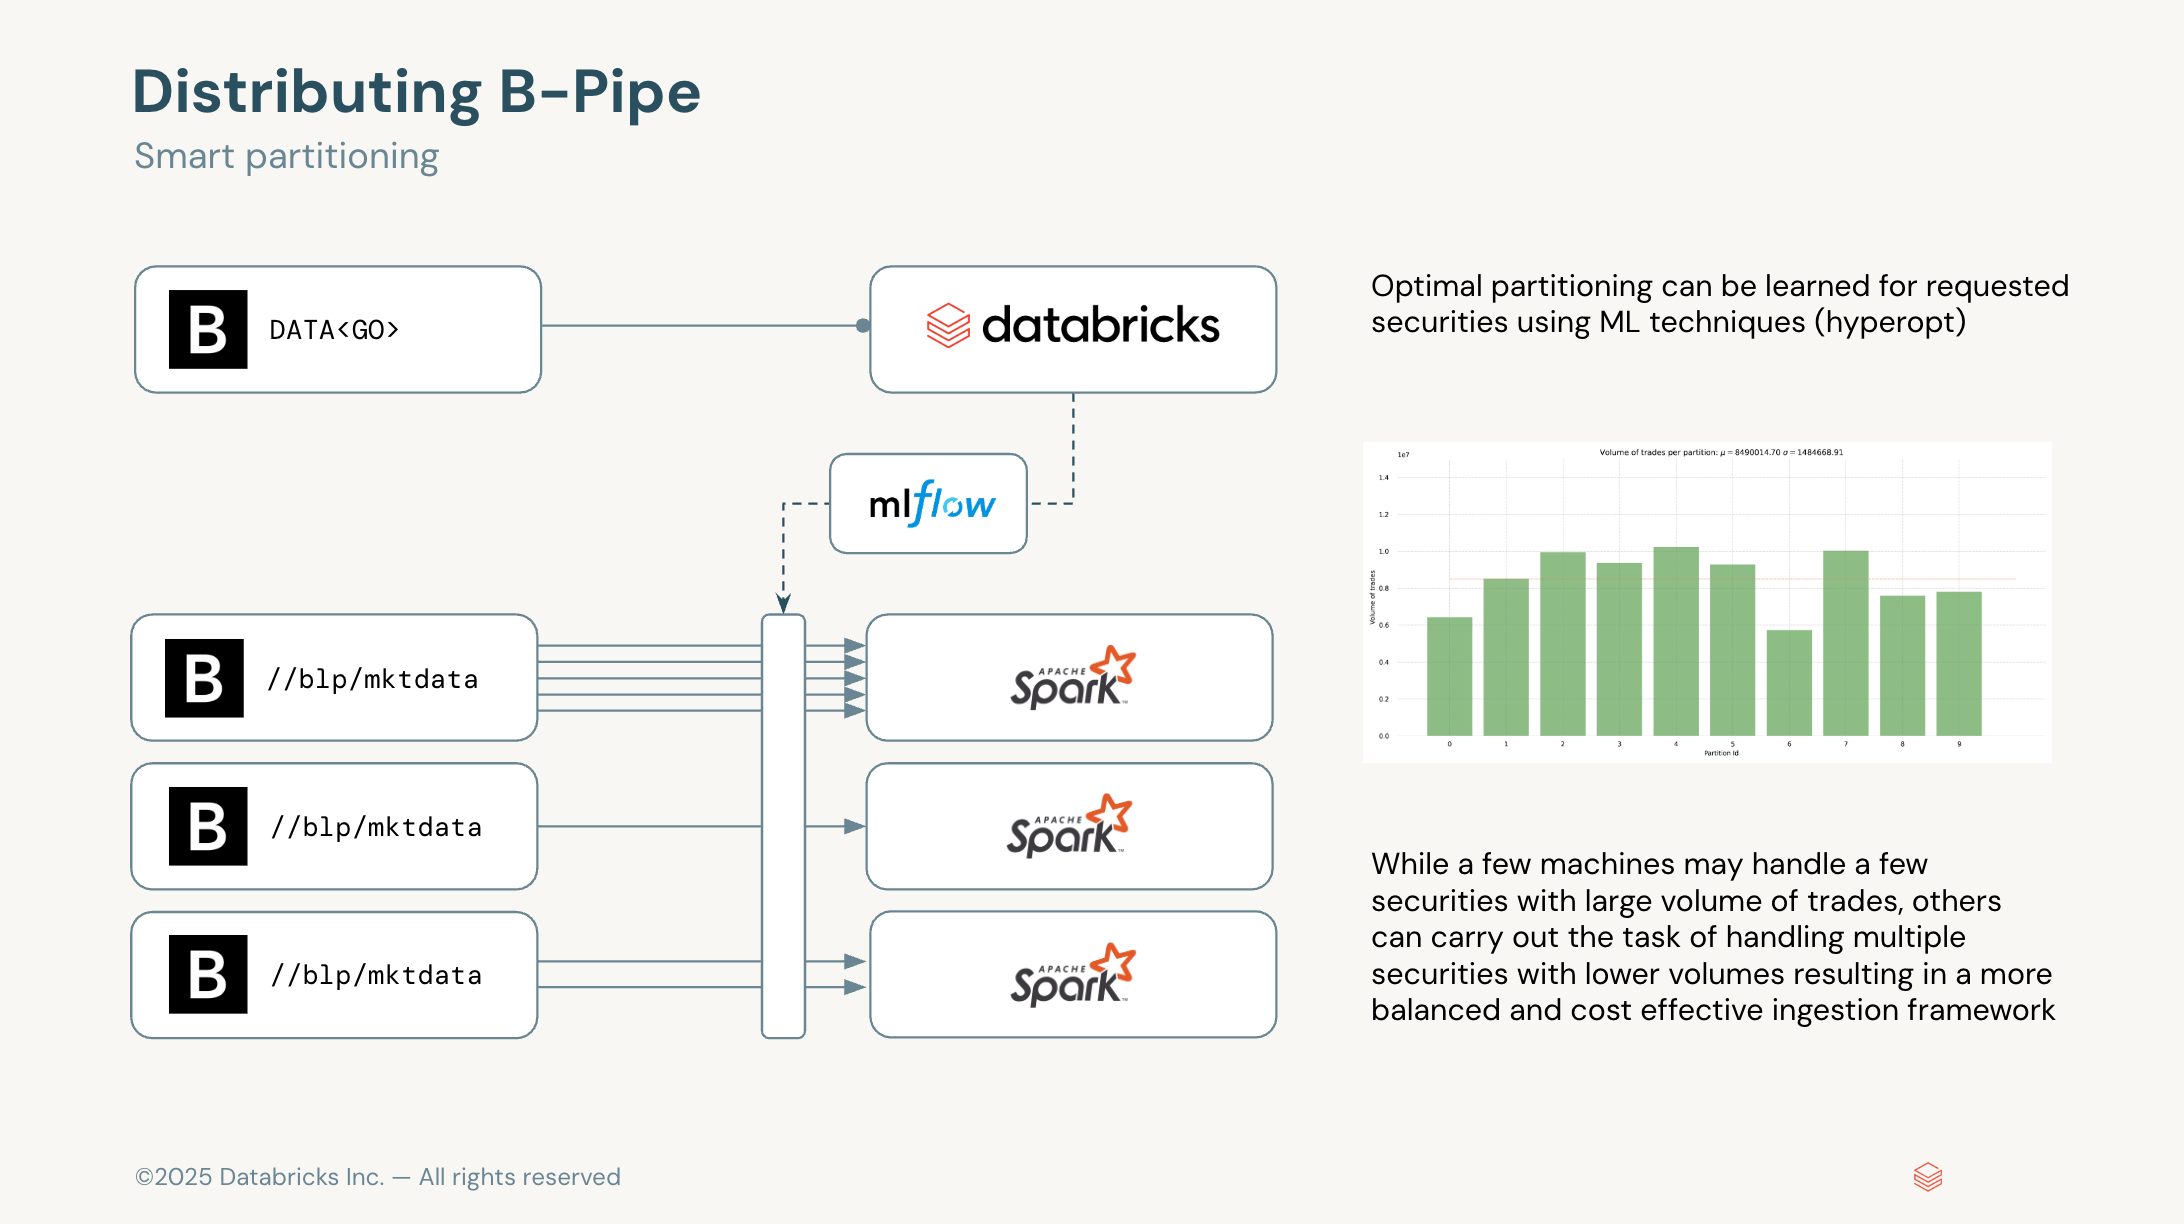 Distributing B-Pipe
Smart partitioning
B DATA<GO>
databricks
mlflow
B //blp/mktdata
APACHE
Spark™
B //blp/mktdata
APACHE
Spark™
B //blp/mktdata
APACHE
Spark™
Optimal partitioning can be learned for requested
securities using ML techniques (hyperopt)
Volume of trades per partition: μ = 8490014.70 σ = 1484668.91
1e7
1.4
1.2
1.0
0.8
0.6
0.4
0.2
0.0
Volume of trades
0 1 2 3 4 5 6 7 8 9
Partition Id
While a few machines may handle a few
securities with large volume of trades, others
can carry out the task of handling multiple
securities with lower volumes resulting in a more
balanced and cost effective ingestion framework
©2025 Databricks Inc. — All rights reserved